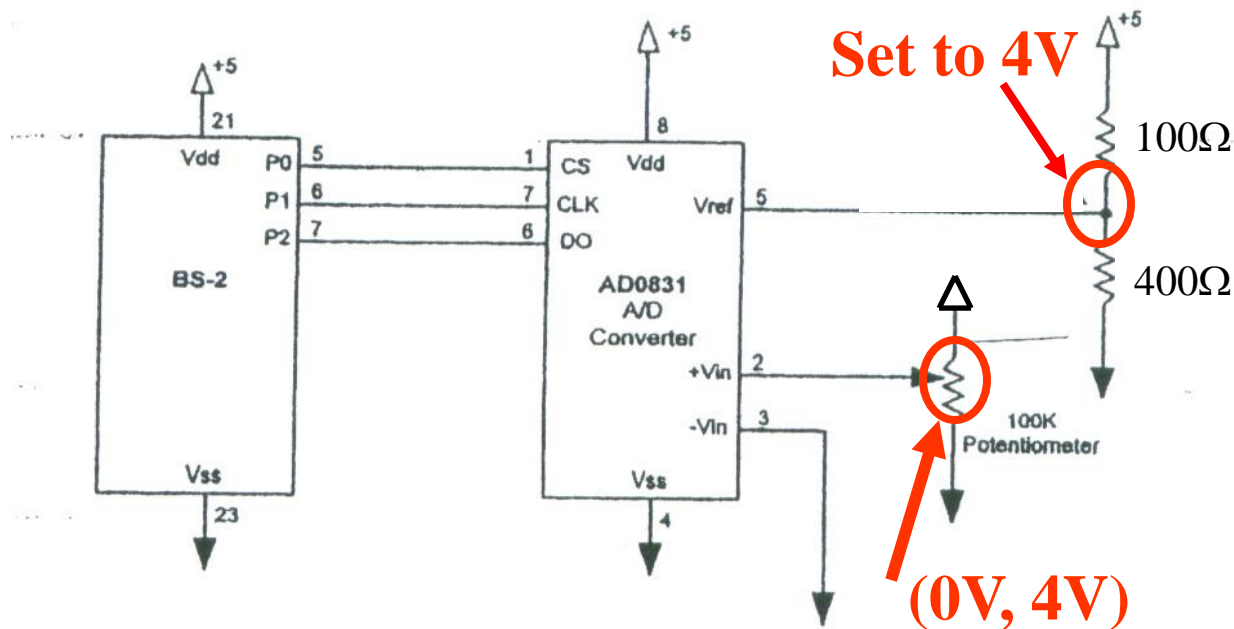 +5
+5
+5
Set to 4V
21
8
100Ω
Vdd
P0
5
1
CS
Vdd
P1
6
7
CLK
Vref
5
P2
7
6
DO
BS-2
AD0831
A/D
Converter
400Ω
+Vin
2
-Vin
3
100K
Potentiometer
Vss
Vss
23
4
(0V, 4V)